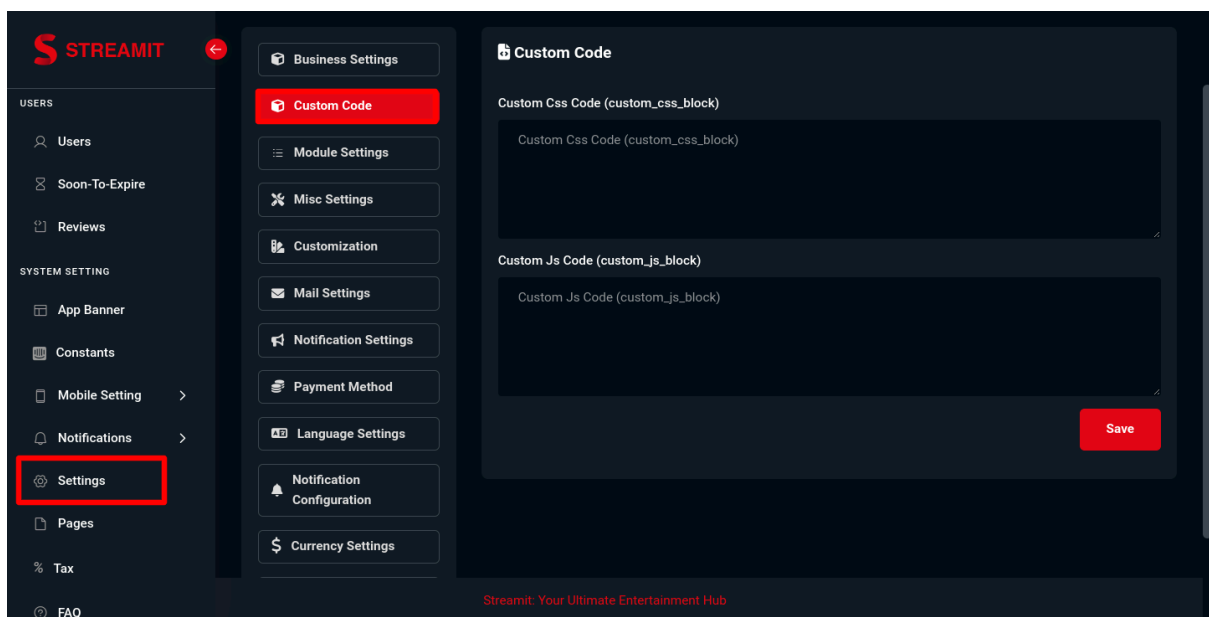 STREAMIT
USERS
Users
Soon-To-Expire
Reviews
SYSTEM SETTING
App Banner
Constants
Mobile Setting
Notifications
Settings
Pages
% Tax
FAQ
Business Settings
Custom Code
Module Settings
Misc Settings
Customization
Mail Settings
Notification Settings
Payment Method
Language Settings
Notification
Configuration
$ Currency Settings
Custom Code
Custom Css Code (custom_css_block)
Custom Css Code (custom_css_block)
Custom Js Code (custom_js_block)
Custom Js Code (custom_js_block)
Save
Streamit: Your Ultimate Entertainment Hub